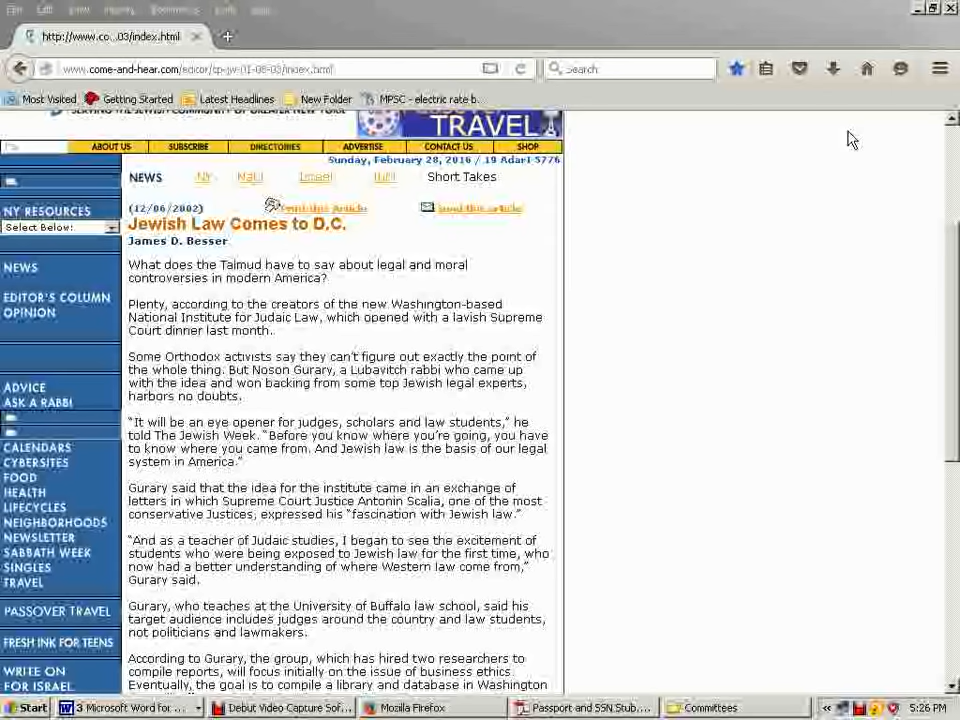 http://www.co...03/index.html
www.come-and-hear.com/editor/cp-jw-11-06-03/index.html
Search
Most Visited
Getting Started
Latest Headlines
New Folder
MPSC - electric rate b...
SERVING THE JEWISH COMMUNITY OF GREATER NEW YORK
TRAVEL
ABOUT US
SUBSCRIBE
DIRECTORIES
ADVERTISE
CONTACT US
SHOP
Sunday, February 28, 2016 / 19 Adar I 5776
NEWS
NY
Nat'l
Israel
Int'l
Short Takes
NY RESOURCES
Select Below:
NEWS
EDITOR'S COLUMN
OPINION
ADVICE
ASK A RABBI
CALENDARS
CYBERSITES
FOOD
HEALTH
LIFECYCLES
NEIGHBORHOODS
NEWSLETTER
SABBATH WEEK
SINGLES
TRAVEL
PASSOVER TRAVEL
FRESH INK FOR TEENS
WRITE ON
FOR ISRAEL
(12/06/2002)
Print this Article
Send this article
Jewish Law Comes to D.C.
James D. Besser
What does the Talmud have to say about legal and moral
controversies in modern America?
Plenty, according to the creators of the new Washington-based
National Institute for Judaic Law, which opened with a lavish Supreme
Court dinner last month.
Some Orthodox activists say they can't figure out exactly the point of
the whole thing. But Noson Gurary, a Lubavitch rabbi who came up
with the idea and won backing from some top Jewish legal experts,
harbors no doubts.
"It will be an eye opener for judges, scholars and law students," he
told The Jewish Week. "Before you know where you're going, you have
to know where you came from. And Jewish law is the basis of our legal
system in America."
Gurary said that the idea for the institute came in an exchange of
letters in which Supreme Court Justice Antonin Scalia, one of the most
conservative Justices, expressed his "fascination with Jewish law."
"And as a teacher of Judaic studies, I began to see the excitement of
students who were being exposed to Jewish law for the first time, who
now had a better understanding of where Western law come from,"
Gurary said.
Gurary, who teaches at the University of Buffalo law school, said his
target audience includes judges around the country and law students,
not politicians and lawmakers.
According to Gurary, the group, which has hired two researchers to
compile reports, will focus initially on the issue of business ethics
Eventually, the goal is to compile a library and database in Washington
Start
3 Microsoft Word for ...
Debut Video Capture Sof...
Mozilla Firefox
Passport and SSN Stub....
Committees
5:26 PM